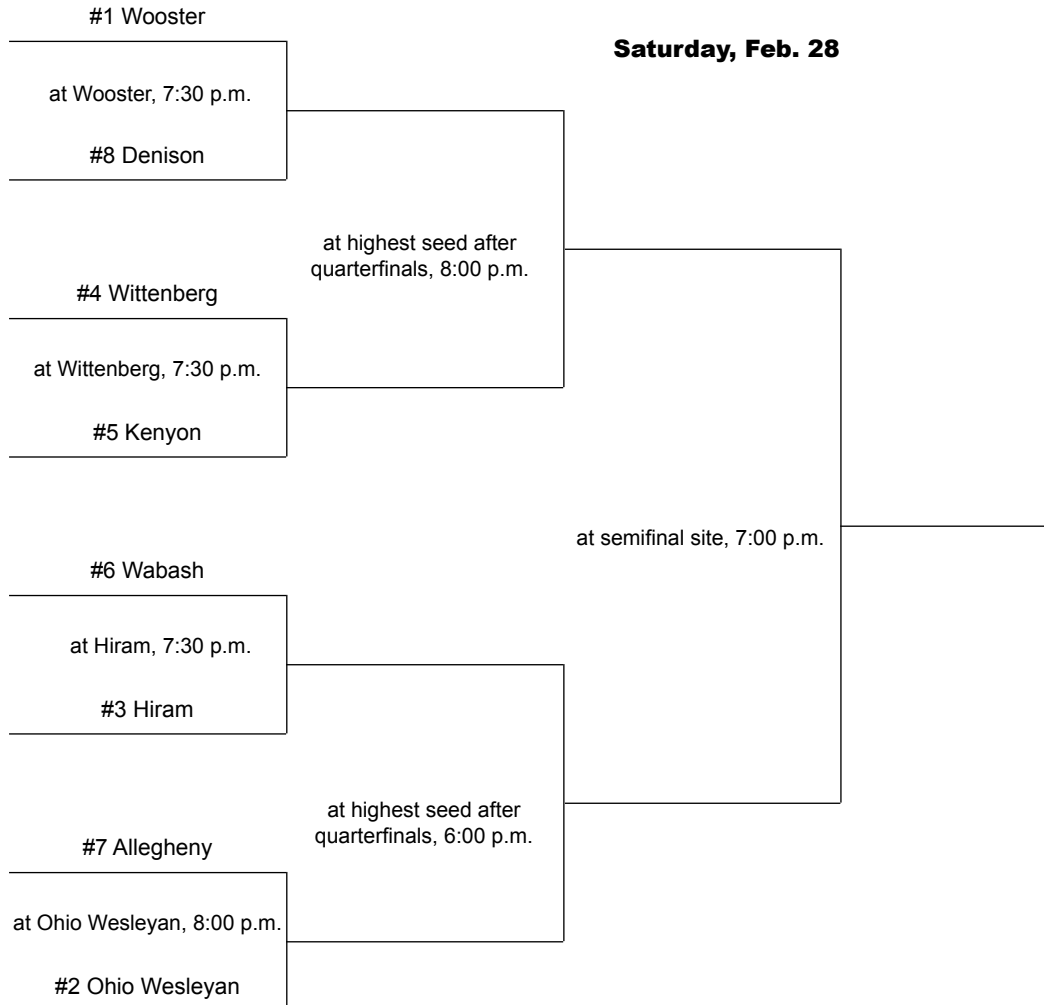 #1 Wooster
Saturday, Feb. 28
at Wooster, 7:30 p.m.
#8 Denison
at highest seed after
quarterfinals, 8:00 p.m.
#4 Wittenberg
at Wittenberg, 7:30 p.m.
#5 Kenyon
at semifinal site, 7:00 p.m.
#6 Wabash
at Hiram, 7:30 p.m.
#3 Hiram
at highest seed after
quarterfinals, 6:00 p.m.
#7 Allegheny
at Ohio Wesleyan, 8:00 p.m.
#2 Ohio Wesleyan